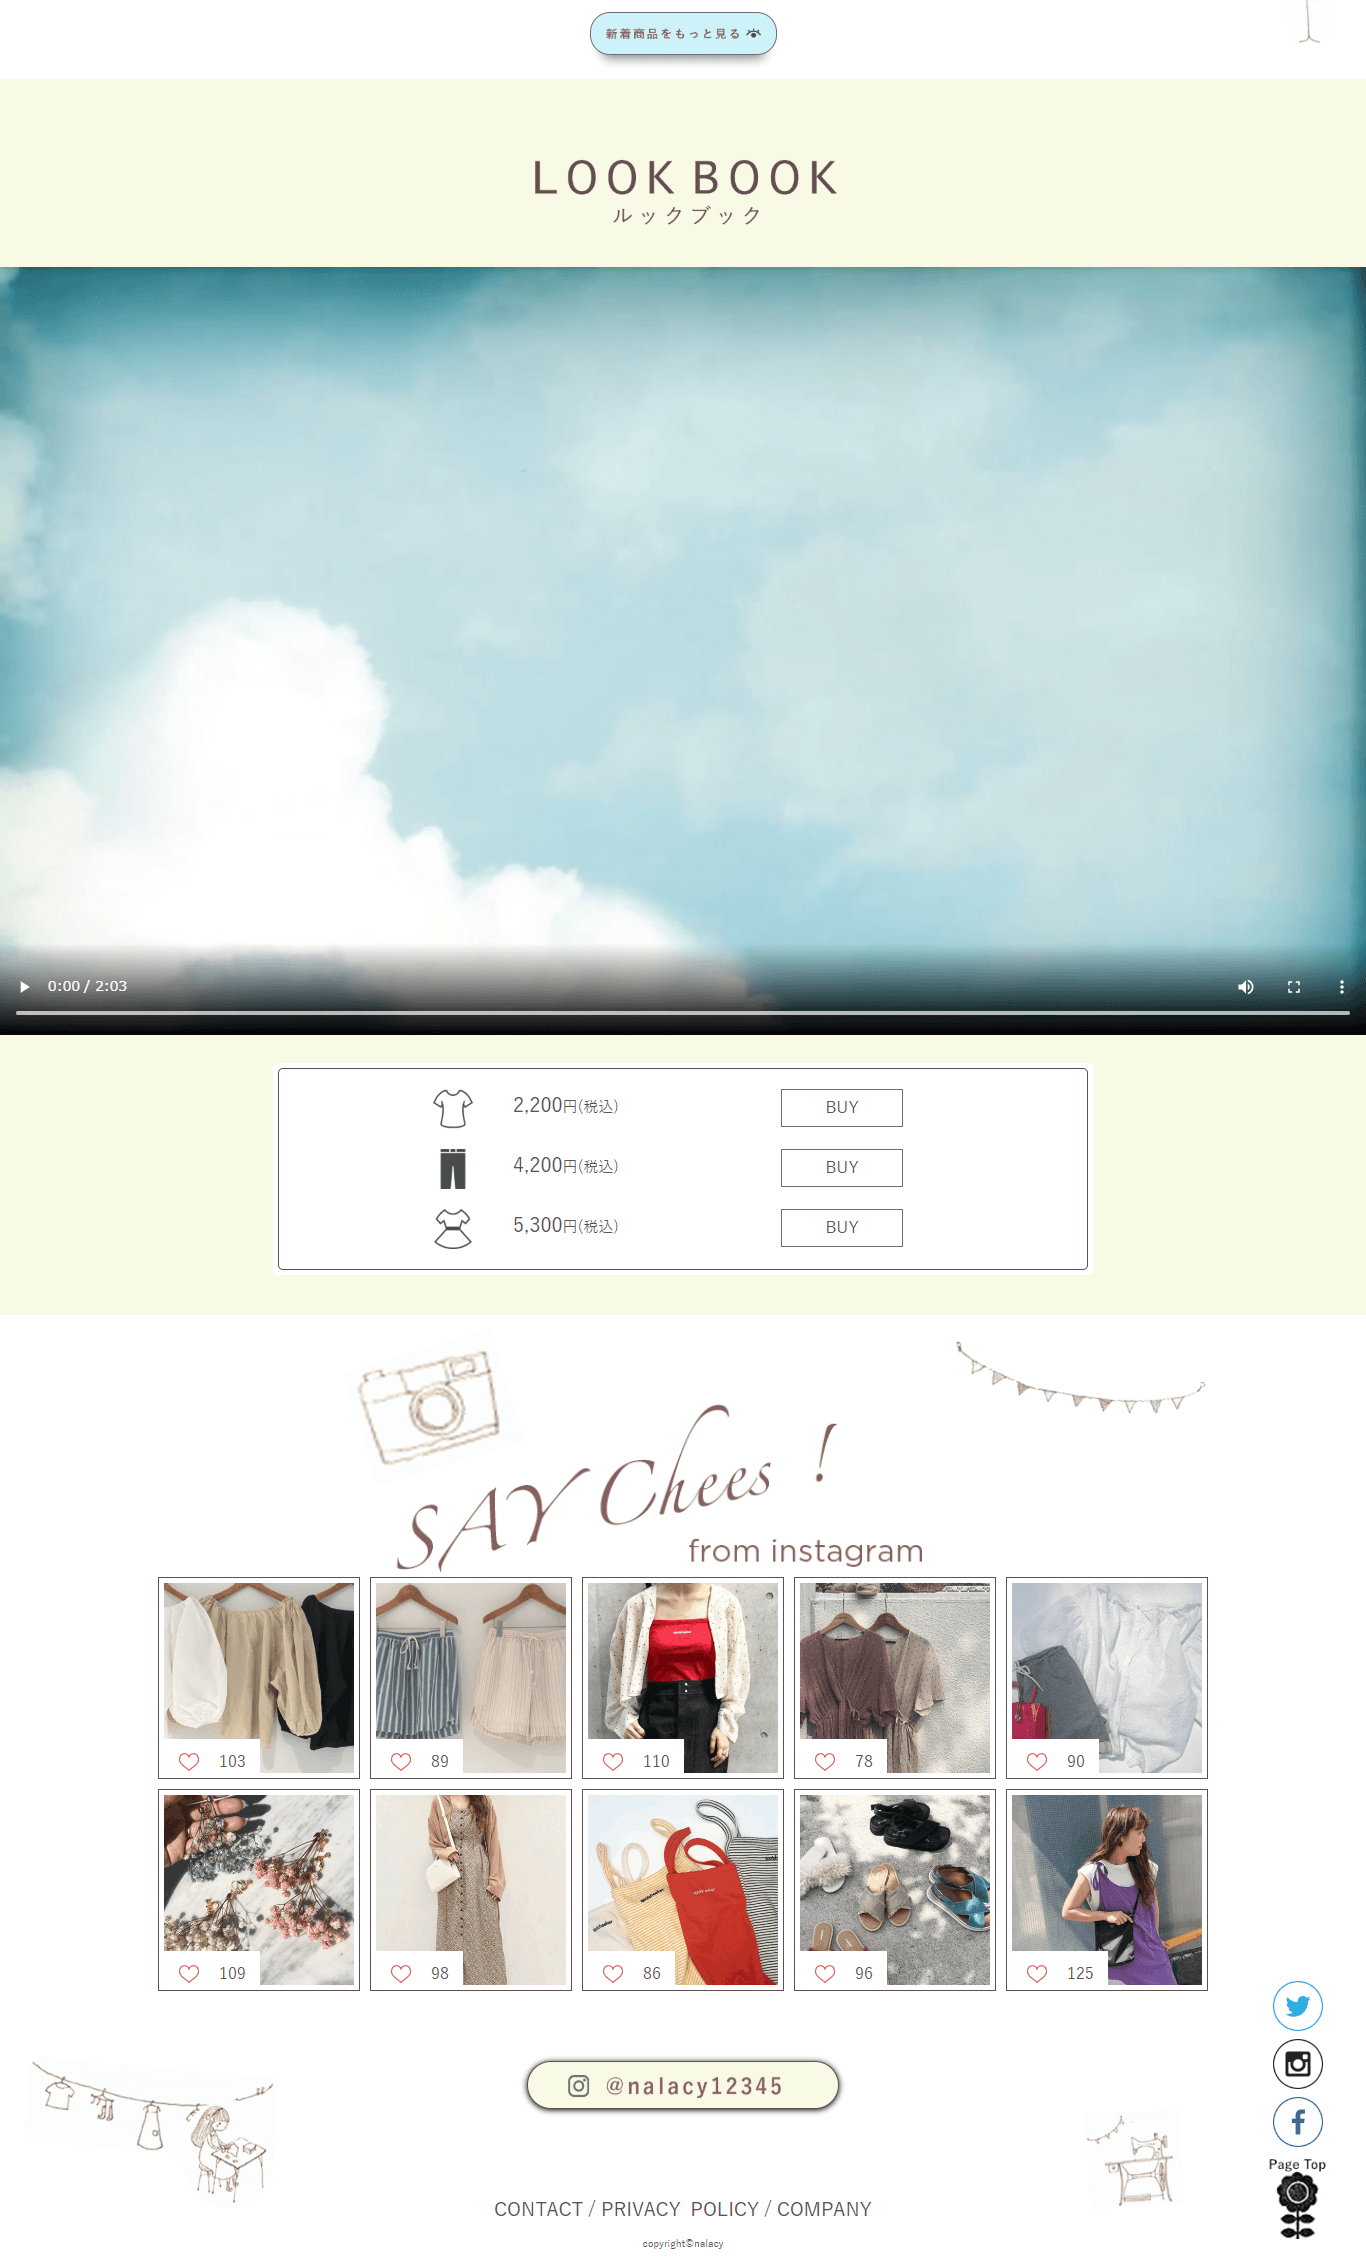 新着商品をもっと見る
LOOK BOOK
ルックブック
0:00 / 2:03
2,200円(税込)
BUY
4,200円(税込)
BUY
5,300円(税込)
BUY
SAY Chees !
from instagram
103
89
110
78
90
109
98
86
96
125
@nalacy12345
Page Top
CONTACT / PRIVACY POLICY / COMPANY
copyright©nalacy